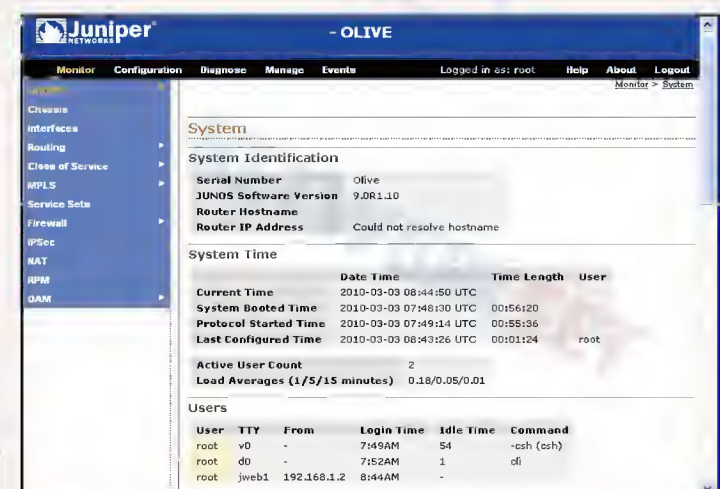 Juniper
NETWORKS
- OLIVE
Monitor Configuration Diagnose Manage Events Logged in as: root Help About Logout
Monitor > System
Chassis
Interfaces
Routing
Class of Service
MPLS
Service Sets
Firewall
IPSec
NAT
RPM
OAM
System
System Identification
Serial Number Olive
JUNOS Software Version 9.0R1.10
Router Hostname
Router IP Address Could not resolve hostname
System Time
Date Time Time Length User
Current Time 2010-03-03 08:44:50 UTC
System Booted Time 2010-03-03 07:48:30 UTC 00:56:20
Protocol Started Time 2010-03-03 07:49:14 UTC 00:55:36
Last Configured Time 2010-03-03 08:43:26 UTC 00:01:24 root
Active User Count 2
Load Averages (1/5/15 minutes) 0.18/0.05/0.01
Users
User TTY From Login Time Idle Time Command
root v0 - 7:49AM 54 -csh (csh)
root d0 - 7:52AM 1 cli
root jweb1 192.168.1.2 8:44AM -